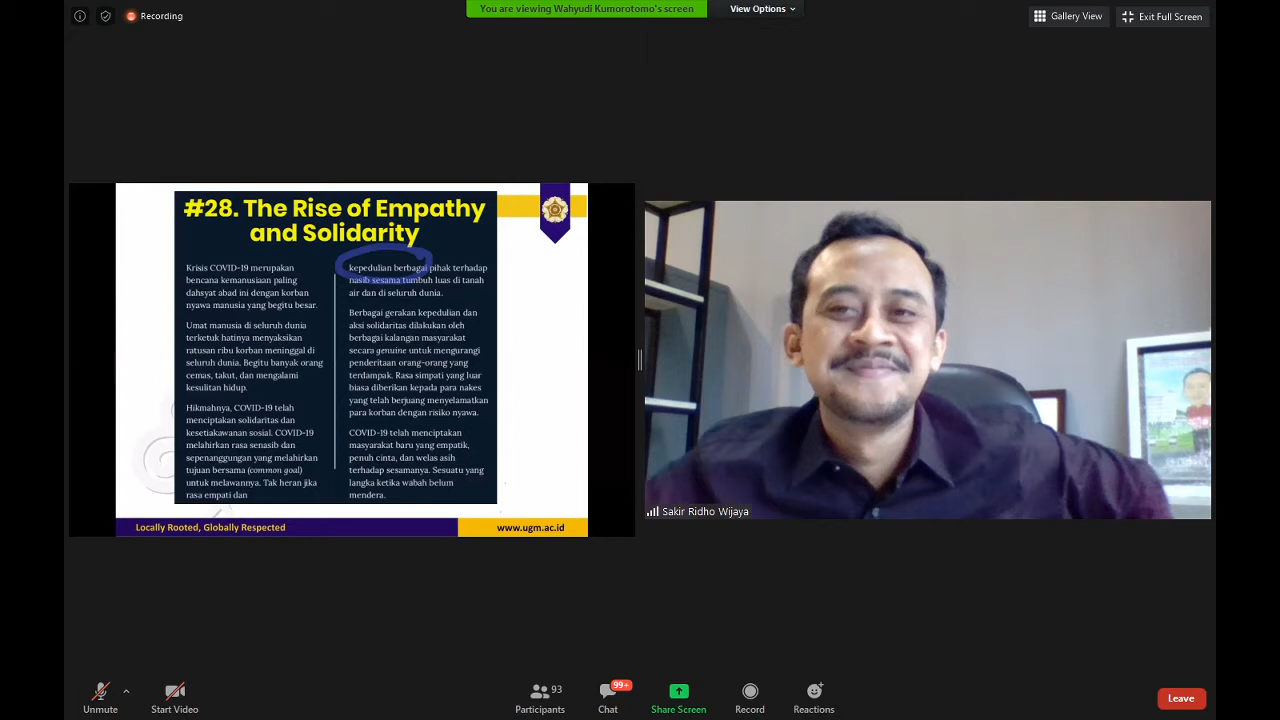 Recording
You are viewing Wahyudi Kumorotomo's screen
View Options
Gallery View
Exit Full Screen
#28. The Rise of Empathy
and Solidarity
Krisis COVID-19 merupakan
bencana kemanusiaan paling
dahsyat abad ini dengan korban
nyawa manusia yang begitu besar.
Umat manusia di seluruh dunia
terketuk hatinya menyaksikan
ratusan ribu korban meninggal di
seluruh dunia. Begitu banyak orang
cemas, takut, dan mengalami
kesulitan hidup.
Hikmahnya, COVID-19 telah
menciptakan solidaritas dan
kesetiakawanan sosial. COVID-19
melahirkan rasa senasib dan
sepenanggungan yang melahirkan
tujuan bersama (common goal)
untuk melawannya. Tak heran jika
rasa empati dan
kepedulian berbagai pihak terhadap
nasib sesama tumbuh luas di tanah
air dan di seluruh dunia.
Berbagai gerakan kepedulian dan
aksi solidaritas dilakukan oleh
berbagai kalangan masyarakat
secara genuine untuk mengurangi
penderitaan orang-orang yang
terdampak. Rasa simpati yang luar
biasa diberikan kepada para nakes
yang telah berjuang menyelamatkan
para korban dengan risiko nyawa.
COVID-19 telah menciptakan
masyarakat baru yang empatik,
penuh cinta, dan welas asih
terhadap sesamanya. Sesuatu yang
langka ketika wabah belum
mendera.
Locally Rooted, Globally Respected
www.ugm.ac.id
Sakir Ridho Wijaya
Unmute
Start Video
93
Participants
99+
Chat
Share Screen
Record
Reactions
Leave